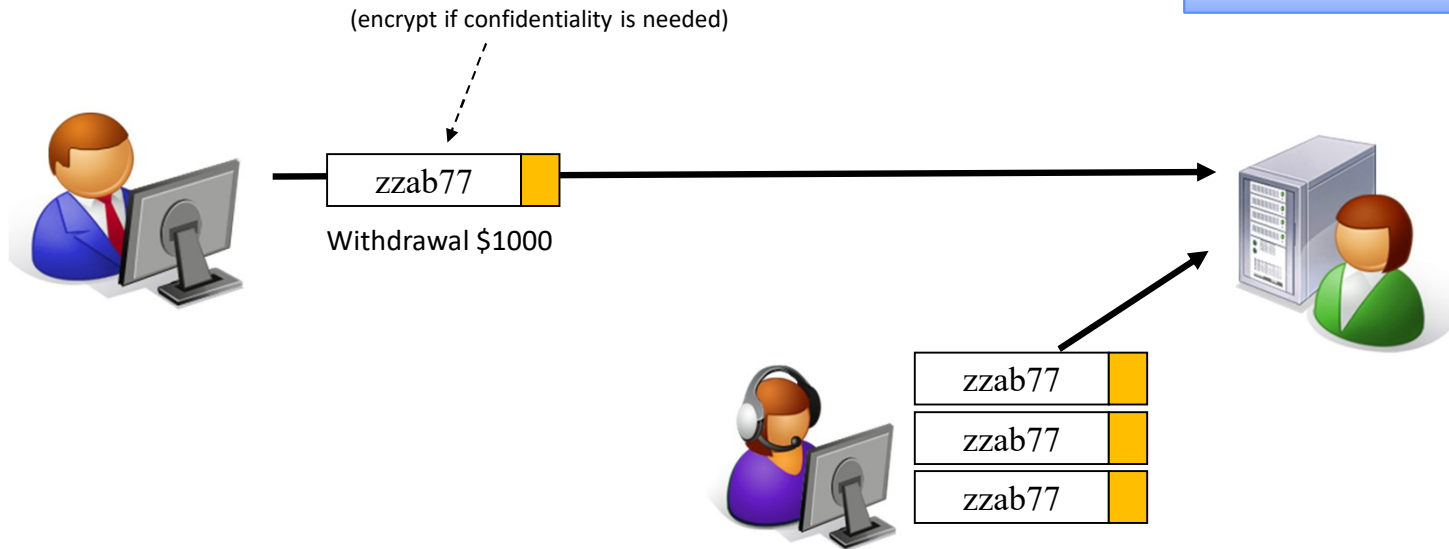 (encrypt if confidentiality is needed)
zzab77
Withdrawal $1000
zzab77
zzab77
zzab77